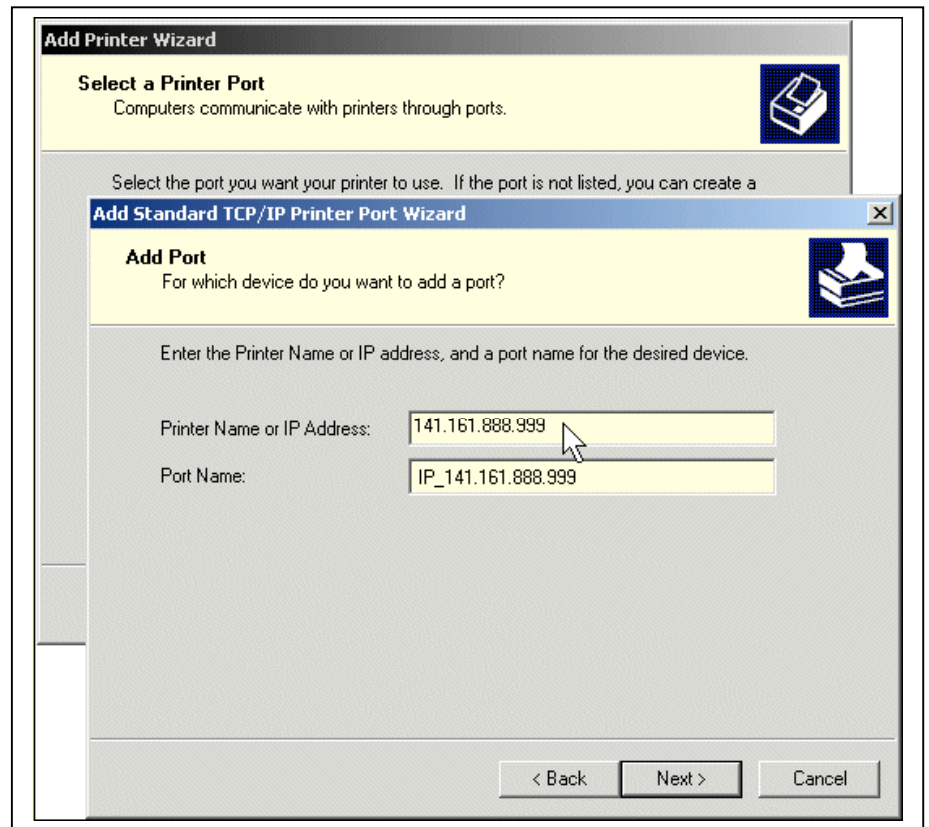 Add Printer Wizard
Select a Printer Port
Computers communicate with printers through ports.
Select the port you want your printer to use. If the port is not listed, you can create a
Add Standard TCP/IP Printer Port Wizard
Add Port
For which device do you want to add a port?
Enter the Printer Name or IP address, and a port name for the desired device.
Printer Name or IP Address: 141.161.888.999
Port Name: IP_141.161.888.999
< Back Next > Cancel